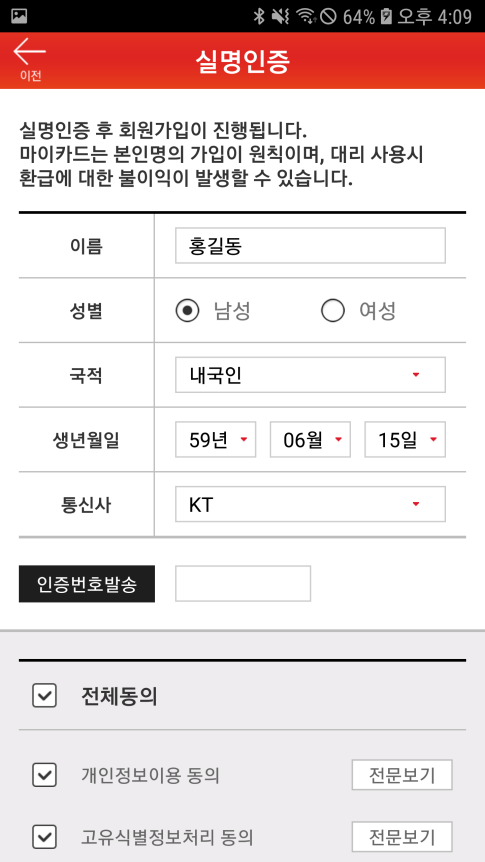 64% 오후 4:09
이전
실명인증
실명인증 후 회원가입이 진행됩니다.
마이카드는 본인명의 가입이 원칙이며, 대리 사용시
환급에 대한 불이익이 발생할 수 있습니다.
이름 홍길동
성별 남성 여성
국적 내국인
생년월일 59년 06월 15일
통신사 KT
인증번호발송
전체동의
개인정보이용 동의 전문보기
고유식별정보처리 동의 전문보기